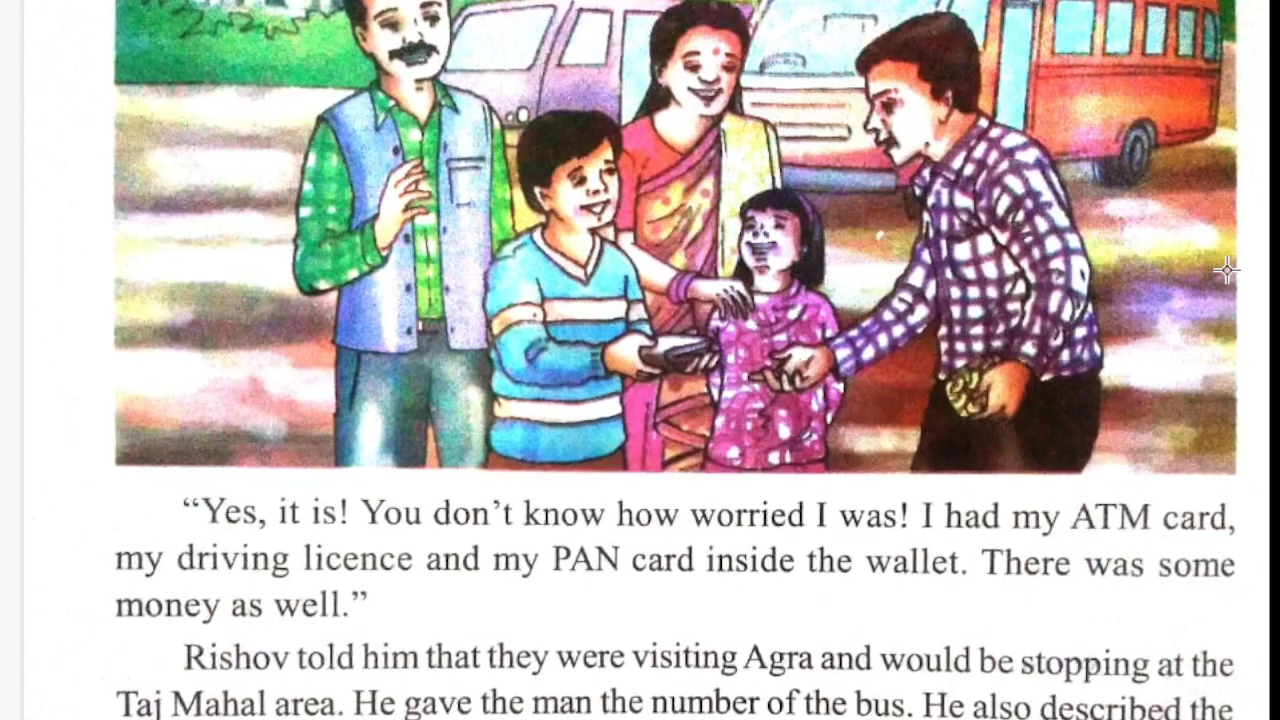 “Yes, it is! You don’t know how worried I was! I had my ATM card,
my driving licence and my PAN card inside the wallet. There was some
money as well.”
Rishov told him that they were visiting Agra and would be stopping at the
Taj Mahal area. He gave the man the number of the bus. He also described the